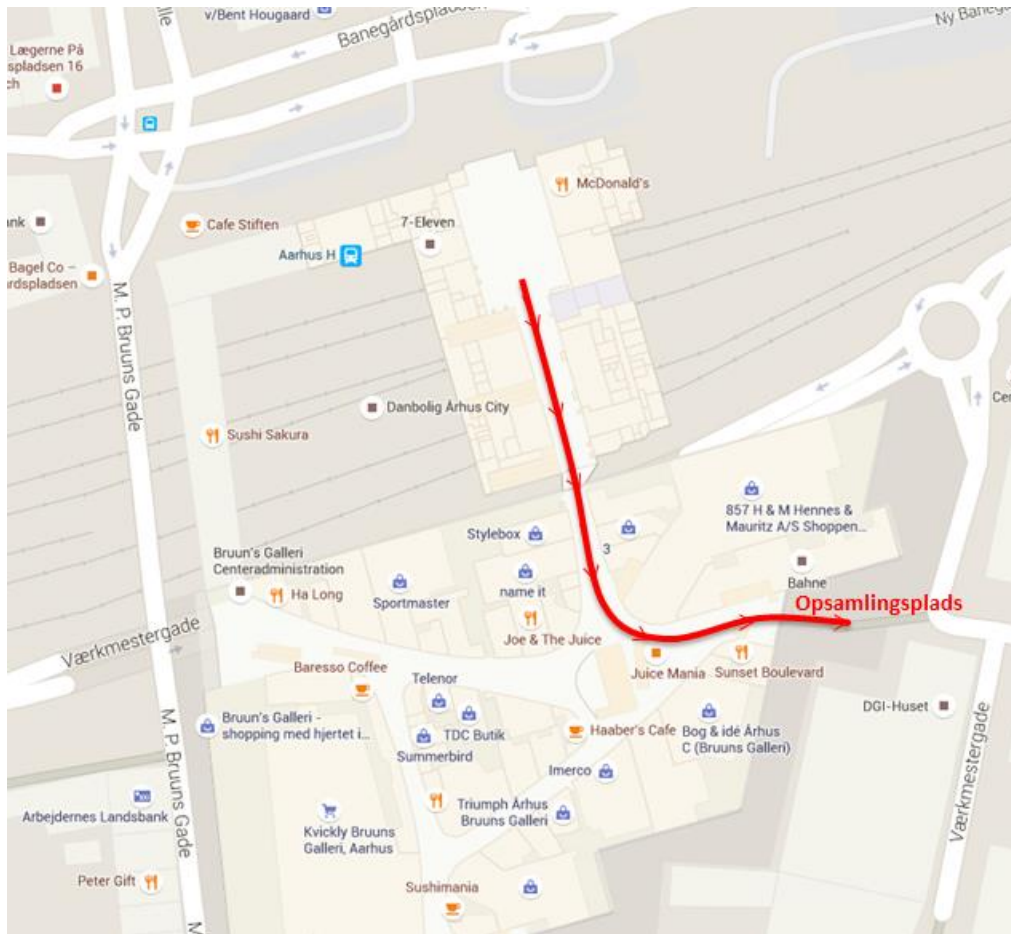 v/Bent Hougaard
Banegårdspladsen
Ny Baneg
Lægerne På
spladsen 16
ch
McDonald's
Cafe Stiften
7-Eleven
Aarhus H
ank
Bagel Co –
rdspladsen
M. P. Bruuns Gade
Danbolig Århus City
Cer
Sushi Sakura
857 H & M Hennes &
Mauritz A/S Shoppen...
Stylebox
3
Bruun's Galleri
Centeradministration
Ha Long
Sportmaster
name it
Bahne
Opsamlingsplads
Joe & The Juice
Værkmestergade
Baresso Coffee
Juice Mania
Sunset Boulevard
Telenor
DGI-Huset
Bruun's Galleri -
shopping med hjertet i...
TDC Butik
Summerbird
Haaber's Cafe
Bog & idé Århus
C (Bruuns Galleri)
M. P. Bruuns Gade
Imerco
Værkmestergade
Arbejdernes Landsbank
Triumph Århus
Bruuns Galleri
Kvickly Bruuns
Galleri, Aarhus
Peter Gift
Sushimania
M